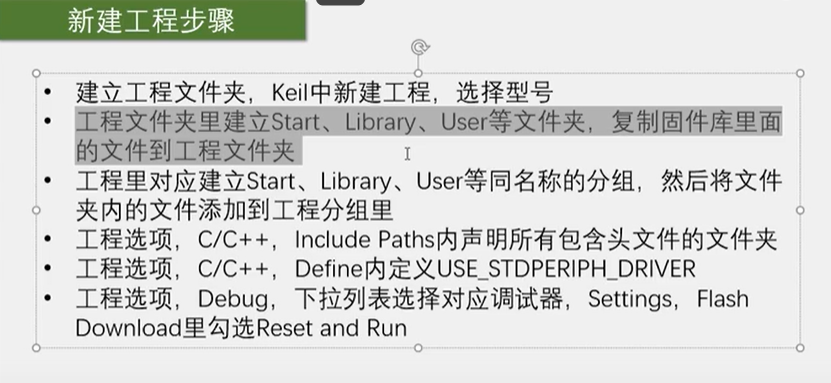 新建工程步骤
• 建立工程文件夹，Keil中新建工程，选择型号
• 工程文件夹里建立Start、Library、User等文件夹，复制固件库里面
的文件到工程文件夹
• 工程里对应建立Start、Library、User等同名称的分组，然后将文件
夹内的文件添加到工程分组里
• 工程选项，C/C++，Include Paths内声明所有包含头文件的文件夹
• 工程选项，C/C++，Define内定义USE_STDPERIPH_DRIVER
• 工程选项，Debug，下拉列表选择对应调试器，Settings，Flash
Download里勾选Reset and Run